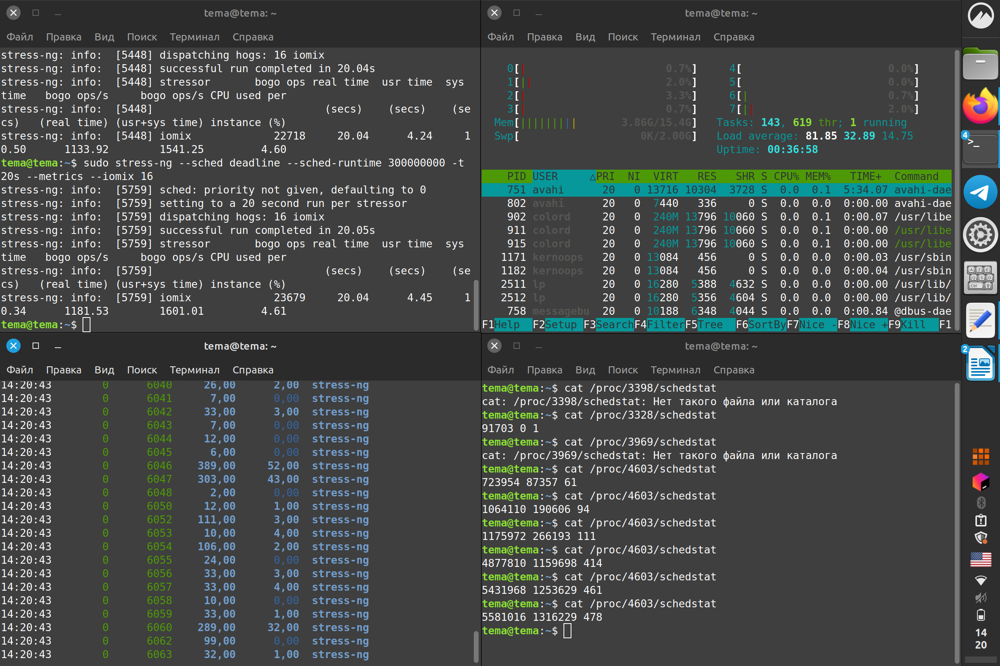 tema@tema: ~
Файл Правка Вид Поиск Терминал Справка
stress-ng: info:  [5448] dispatching hogs: 16 iomix
stress-ng: info:  [5448] successful run completed in 20.04s
stress-ng: info:  [5448] stressor       bogo ops real time  usr time  sys
time   bogo ops/s     bogo ops/s CPU used per
stress-ng: info:  [5448]                           (secs)    (secs)    (se
cs)   (real time) (usr+sys time) instance (%)
stress-ng: info:  [5448] iomix             22718     20.04      4.24     1
0.50      1133.92        1541.25         4.60
tema@tema:~$ sudo stress-ng --sched deadline --sched-runtime 300000000 -t
20s --metrics --iomix 16
stress-ng: info:  [5759] sched: priority not given, defaulting to 0
stress-ng: info:  [5759] setting to a 20 second run per stressor
stress-ng: info:  [5759] dispatching hogs: 16 iomix
stress-ng: info:  [5759] successful run completed in 20.05s
stress-ng: info:  [5759] stressor       bogo ops real time  usr time  sys
time   bogo ops/s     bogo ops/s CPU used per
stress-ng: info:  [5759]                           (secs)    (secs)    (se
cs)   (real time) (usr+sys time) instance (%)
stress-ng: info:  [5759] iomix             23679     20.04      4.45     1
0.34      1181.53        1601.01         4.61
tema@tema:~$
tema@tema: ~
Файл Правка Вид Поиск Терминал Справка
0[| 0.7%] 4[ 0.0%]
1[|| 2.0%] 5[ 0.0%]
2[| 3.3%] 6[| 0.7%]
3[| 0.7%] 7[|| 2.0%]
Mem[||||||||| 3.86G/15.4G] Tasks: 143, 619 thr; 1 running
Swp[ 0K/2.00G] Load average: 81.85 32.89 14.75
Uptime: 00:36:58
PID USER △PRI NI VIRT RES SHR S CPU% MEM% TIME+ Command
751 avahi 20 0 13716 10304 3728 S 0.0 0.1 5:34.07 avahi-dae
802 avahi 20 0 7440 336 0 S 0.0 0.0 0:00.00 avahi-dae
902 colord 20 0 240M 13796 10060 S 0.0 0.1 0:00.07 /usr/libe
911 colord 20 0 240M 13796 10060 S 0.0 0.1 0:00.00 /usr/libe
915 colord 20 0 240M 13796 10060 S 0.0 0.1 0:00.00 /usr/libe
1171 kernoops 20 0 13084 456 0 S 0.0 0.0 0:00.03 /usr/sbin
1182 kernoops 20 0 13084 456 0 S 0.0 0.0 0:00.04 /usr/sbin
2511 lp 20 0 16280 5388 4632 S 0.0 0.0 0:00.00 /usr/lib/
2512 lp 20 0 16280 5356 4604 S 0.0 0.0 0:00.00 /usr/lib/
758 messagebu 20 0 10188 6348 4044 S 0.0 0.0 0:00.84 @dbus-dae
F1Help F2Setup F3SearchF4FilterF5Tree F6SortByF7Nice -F8Nice +F9Kill F1
tema@tema: ~
Файл Правка Вид Поиск Терминал Справка
14:20:43 0 6040 26,00 2,00 stress-ng
14:20:43 0 6041 7,00 0,00 stress-ng
14:20:43 0 6042 33,00 3,00 stress-ng
14:20:43 0 6043 7,00 0,00 stress-ng
14:20:43 0 6044 12,00 0,00 stress-ng
14:20:43 0 6045 6,00 0,00 stress-ng
14:20:43 0 6046 389,00 52,00 stress-ng
14:20:43 0 6047 303,00 43,00 stress-ng
14:20:43 0 6048 2,00 0,00 stress-ng
14:20:43 0 6050 12,00 1,00 stress-ng
14:20:43 0 6052 111,00 3,00 stress-ng
14:20:43 0 6053 10,00 4,00 stress-ng
14:20:43 0 6054 106,00 2,00 stress-ng
14:20:43 0 6055 24,00 0,00 stress-ng
14:20:43 0 6056 33,00 3,00 stress-ng
14:20:43 0 6057 33,00 4,00 stress-ng
14:20:43 0 6058 10,00 0,00 stress-ng
14:20:43 0 6059 33,00 1,00 stress-ng
14:20:43 0 6060 289,00 32,00 stress-ng
14:20:43 0 6062 99,00 0,00 stress-ng
14:20:43 0 6063 32,00 1,00 stress-ng
tema@tema: ~
Файл Правка Вид Поиск Терминал Справка
tema@tema:~$ cat /proc/3398/schedstat
cat: /proc/3398/schedstat: Нет такого файла или каталога
tema@tema:~$ cat /proc/3328/schedstat
91703 0 1
tema@tema:~$ cat /proc/3969/schedstat
cat: /proc/3969/schedstat: Нет такого файла или каталога
tema@tema:~$ cat /proc/4603/schedstat
723954 87357 61
tema@tema:~$ cat /proc/4603/schedstat
1064110 190606 94
tema@tema:~$ cat /proc/4603/schedstat
1175972 266193 111
tema@tema:~$ cat /proc/4603/schedstat
4877810 1159698 414
tema@tema:~$ cat /proc/4603/schedstat
5431968 1253629 461
tema@tema:~$ cat /proc/4603/schedstat
5581016 1316229 478
tema@tema:~$
4
>_
A Z E
Q S D
Ctrl
2
14
20